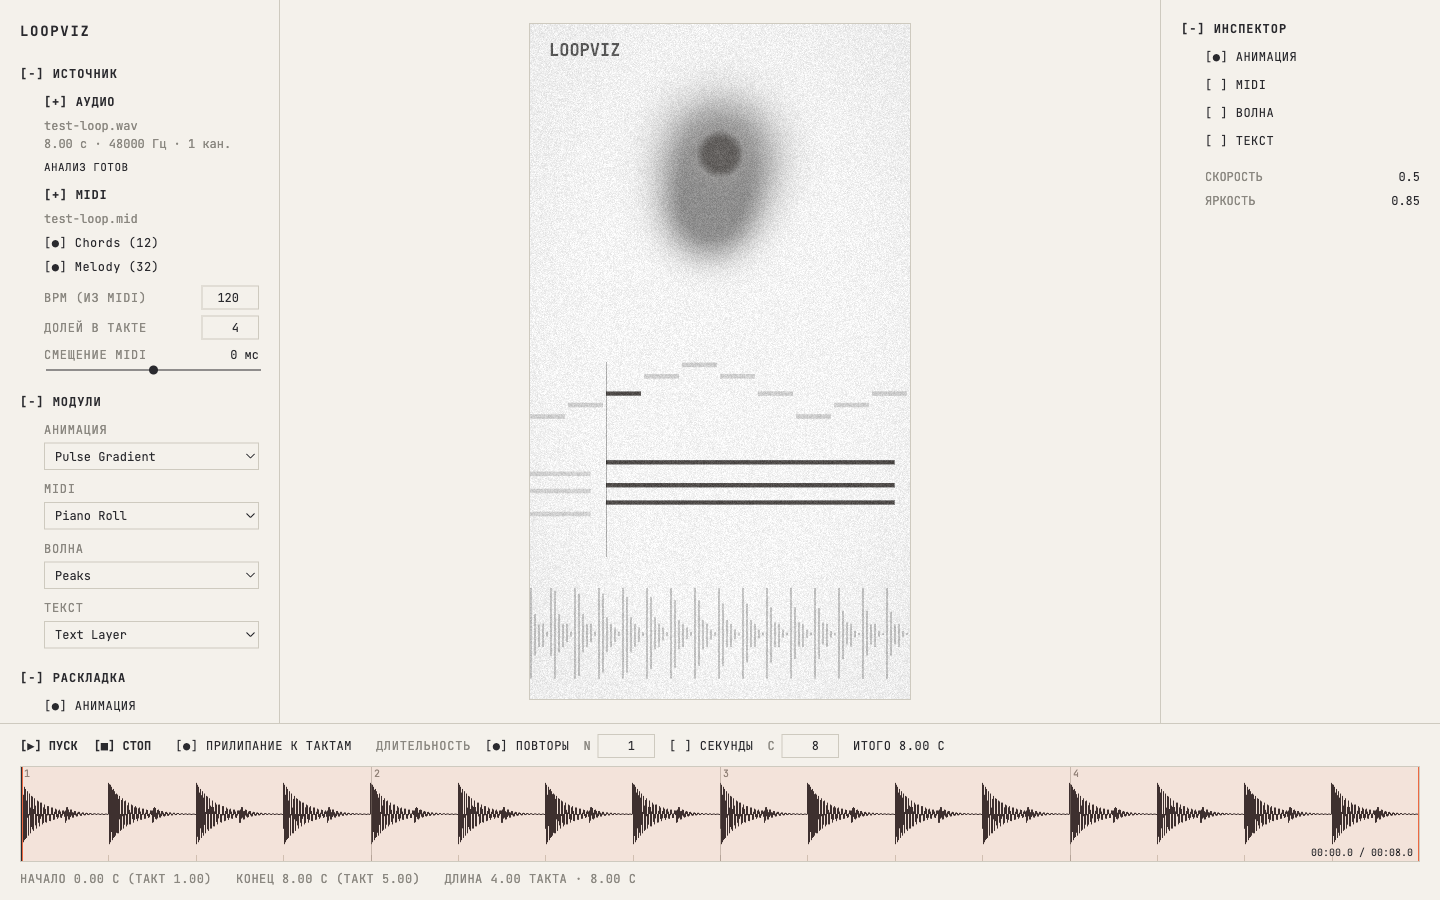 LOOPVIZ
[-] ИСТОЧНИК
[+] АУДИО
test-loop.wav
8.00 с · 48000 Гц · 1 кан.
АНАЛИЗ ГОТОВ
[+] MIDI
test-loop.mid
[●] Chords (12)
[●] Melody (32)
BPM (ИЗ MIDI) 120
ДОЛЕЙ В ТАКТЕ 4
СМЕЩЕНИЕ MIDI 0 мс
[-] МОДУЛИ
АНИМАЦИЯ
Pulse Gradient
MIDI
Piano Roll
ВОЛНА
Peaks
ТЕКСТ
Text Layer
[-] РАСКЛАДКА
[●] АНИМАЦИЯ
LOOPVIZ
[-] ИНСПЕКТОР
[●] АНИМАЦИЯ
[ ] MIDI
[ ] ВОЛНА
[ ] ТЕКСТ
СКОРОСТЬ 0.5
ЯРКОСТЬ 0.85
[▶] ПУСК [■] СТОП [●] ПРИЛИПАНИЕ К ТАКТАМ ДЛИТЕЛЬНОСТЬ [●] ПОВТОРЫ N 1 [ ] СЕКУНДЫ С 8 ИТОГО 8.00 С
1 2 3 4
00:00.0 / 00:08.0
НАЧАЛО 0.00 С (ТАКТ 1.00) КОНЕЦ 8.00 С (ТАКТ 5.00) ДЛИНА 4.00 ТАКТА · 8.00 С